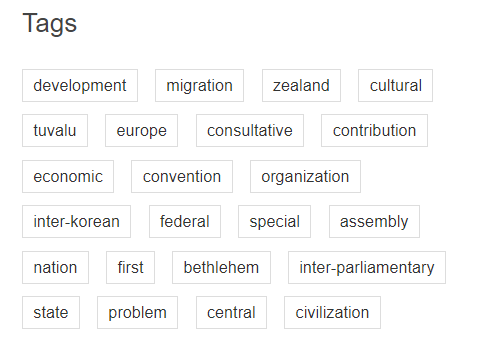 Tags
development migration zealand cultural
tuvalu europe consultative contribution
economic convention organization
inter-korean federal special assembly
nation first bethlehem inter-parliamentary
state problem central civilization